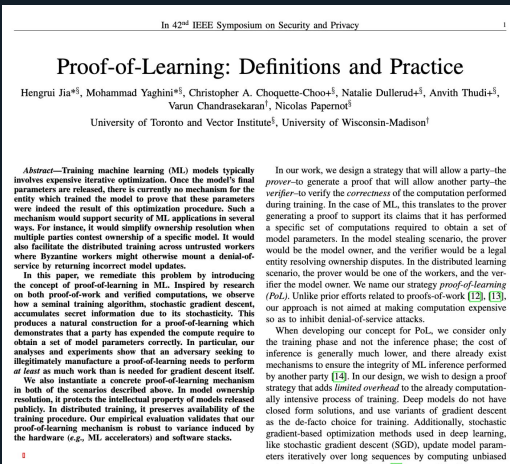 In 42nd IEEE Symposium on Security and Privacy
1
Proof-of-Learning: Definitions and Practice
Hengrui Jia*§, Mohammad Yaghini*§, Christopher A. Choquette-Choo+§, Natalie Dullerud+§, Anvith Thudi+§,
Varun Chandrasekaran†, Nicolas Papernot§
University of Toronto and Vector Institute§, University of Wisconsin-Madison†
Abstract—Training machine learning (ML) models typically
involves expensive iterative optimization. Once the model's final
parameters are released, there is currently no mechanism for the
entity which trained the model to prove that these parameters
were indeed the result of this optimization procedure. Such a
mechanism would support security of ML applications in several
ways. For instance, it would simplify ownership resolution when
multiple parties contest ownership of a specific model. It would
also facilitate the distributed training across untrusted workers
where Byzantine workers might otherwise mount a denial-of-
service by returning incorrect model updates.
In this paper, we remediate this problem by introducing
the concept of proof-of-learning in ML. Inspired by research
on both proof-of-work and verified computations, we observe
how a seminal training algorithm, stochastic gradient descent,
accumulates secret information due to its stochasticity. This
produces a natural construction for a proof-of-learning which
demonstrates that a party has expended the compute require to
obtain a set of model parameters correctly. In particular, our
analyses and experiments show that an adversary seeking to
illegitimately manufacture a proof-of-learning needs to perform
at least as much work than is needed for gradient descent itself.
We also instantiate a concrete proof-of-learning mechanism
in both of the scenarios described above. In model ownership
resolution, it protects the intellectual property of models released
publicly. In distributed training, it preserves availability of the
training procedure. Our empirical evaluation validates that our
proof-of-learning mechanism is robust to variance induced by
the hardware (e.g., ML accelerators) and software stacks.
In our work, we design a strategy that will allow a party–the
prover–to generate a proof that will allow another party–the
verifier–to verify the correctness of the computation performed
during training. In the case of ML, this translates to the prover
generating a proof to support its claims that it has performed
a specific set of computations required to obtain a set of
model parameters. In the model stealing scenario, the prover
would be the model owner, and the verifier would be a legal
entity resolving ownership disputes. In the distributed learning
scenario, the prover would be one of the workers, and the ver-
ifier the model owner. We name our strategy proof-of-learning
(PoL). Unlike prior efforts related to proofs-of-work [12], [13],
our approach is not aimed at making computation expensive
so as to inhibit denial-of-service attacks.
When developing our concept for PoL, we consider only
the training phase and not the inference phase; the cost of
inference is generally much lower, and there already exist
mechanisms to ensure the integrity of ML inference performed
by another party [14]. In our design, we wish to design a proof
strategy that adds limited overhead to the already computation-
ally intensive process of training. Deep models do not have
closed form solutions, and use variants of gradient descent
as the de-facto choice for training. Additionally, stochastic
gradient-based optimization methods used in deep learning,
like stochastic gradient descent (SGD), update model param-
eters iteratively over long sequences by computing unbiased